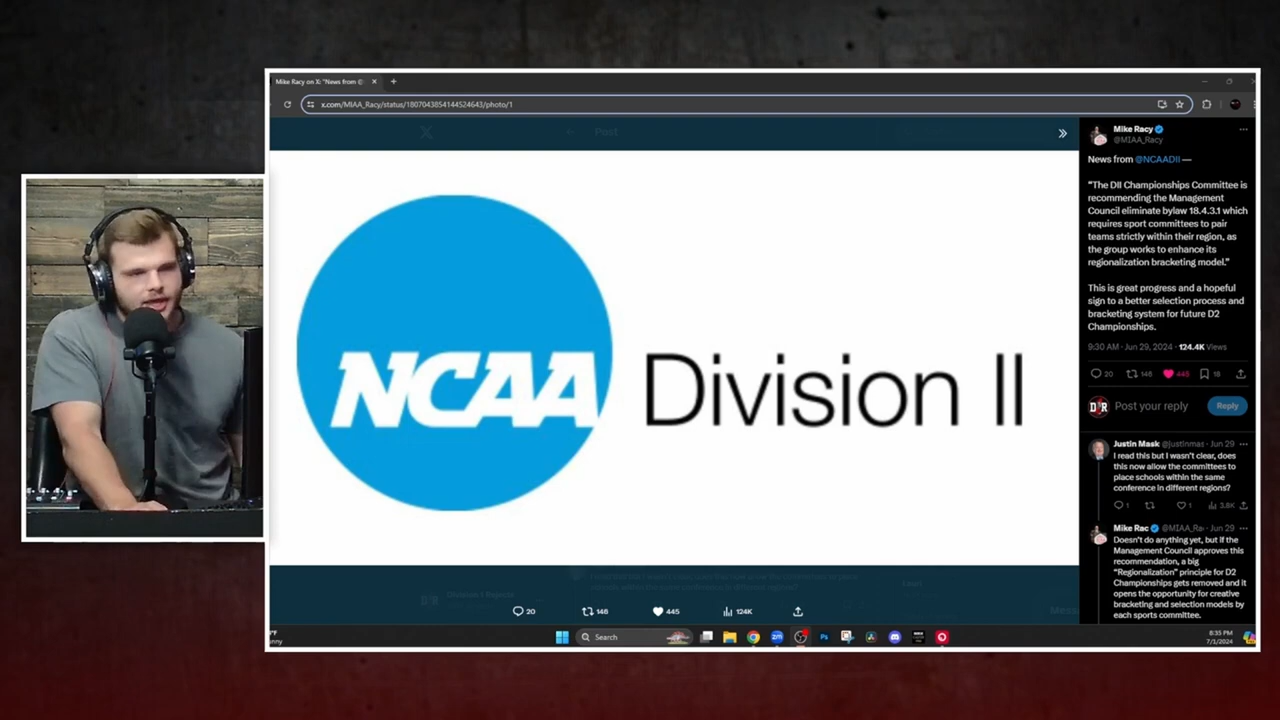 Mike Racy on X: "News from @
x.com/MIAA_Racy/status/1807043854144524643/photo/1
Post
NCAA Division II
20 146 445 124K
Mike Racy
@MIAA_Racy
News from @NCAADII —
"The DII Championships Committee is
recommending the Management
Council eliminate bylaw 18.4.3.1 which
requires sport committees to pair
teams strictly within their region, as
the group works to enhance its
regionalization bracketing model."
This is great progress and a hopeful
sign to a better selection process and
bracketing system for future D2
Championships.
9:30 AM · Jun 29, 2024 · 124.4K Views
20 146 445 18
Post your reply Reply
Justin Mask @justinmas · Jun 29
I read this but I wasn't clear, does
this now allow the committees to
place schools within the same
conference in different regions?
1 1 3.8K
Mike Rac @MIAA_Ra · Jun 29
Doesn't do anything yet, but if the
Management Council approves this
recommendation, a big
"Regionalization" principle for D2
Championships gets removed and it
opens the opportunity for creative
bracketing and selection models by
each sports committee.
Search
8:35 PM
7/1/2024